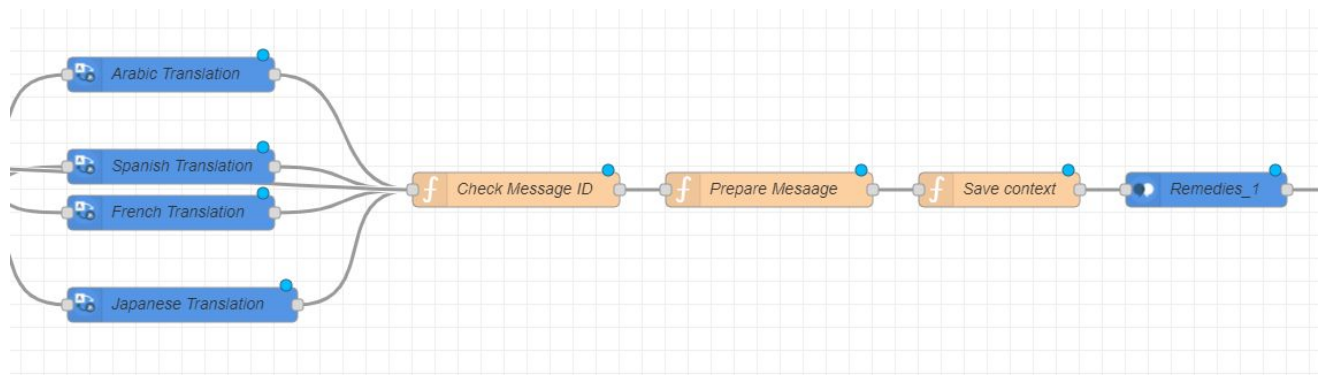 Arabic Translation
Spanish Translation
French Translation
Japanese Translation
Check Message ID
Prepare Mesaage
Save context
Remedies_1